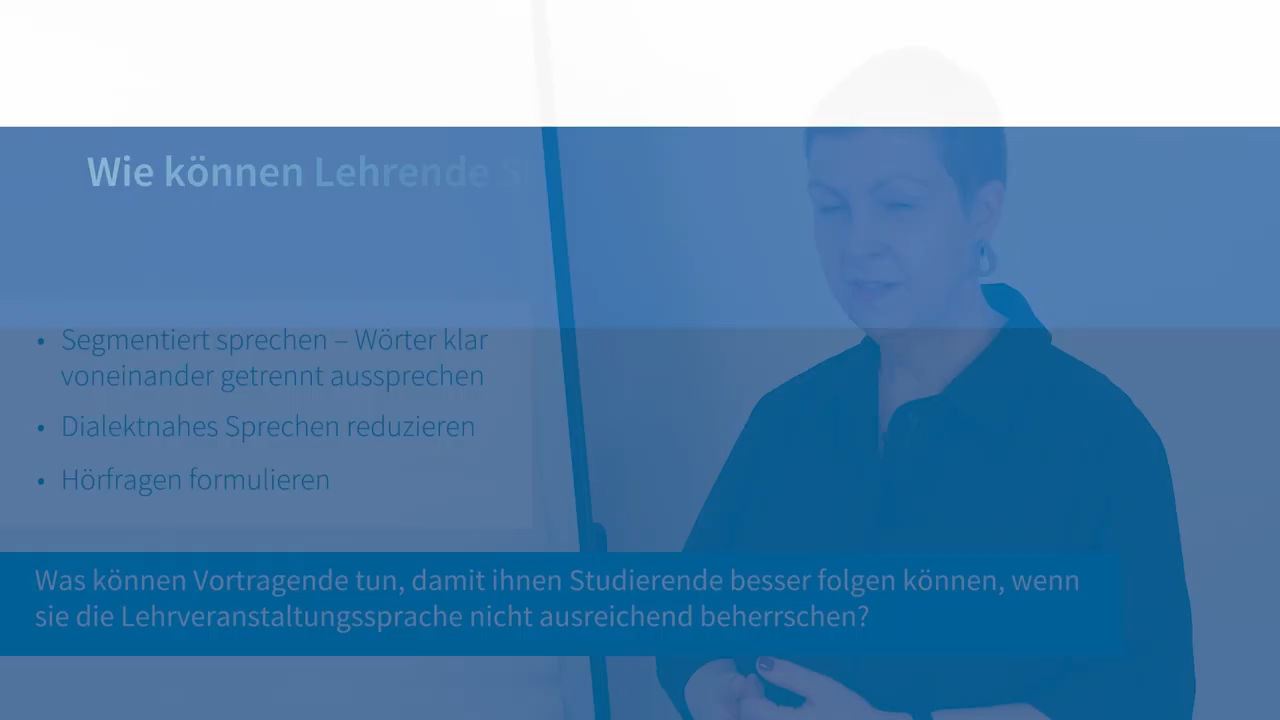 Wie können Lehrende
• Segmentiert sprechen – Wörter klar
voneinander getrennt aussprechen
• Dialektnahes Sprechen reduzieren
• Hörfragen formulieren
Was können Vortragende tun, damit ihnen Studierende besser folgen können, wenn
sie die Lehrveranstaltungssprache nicht ausreichend beherrschen?